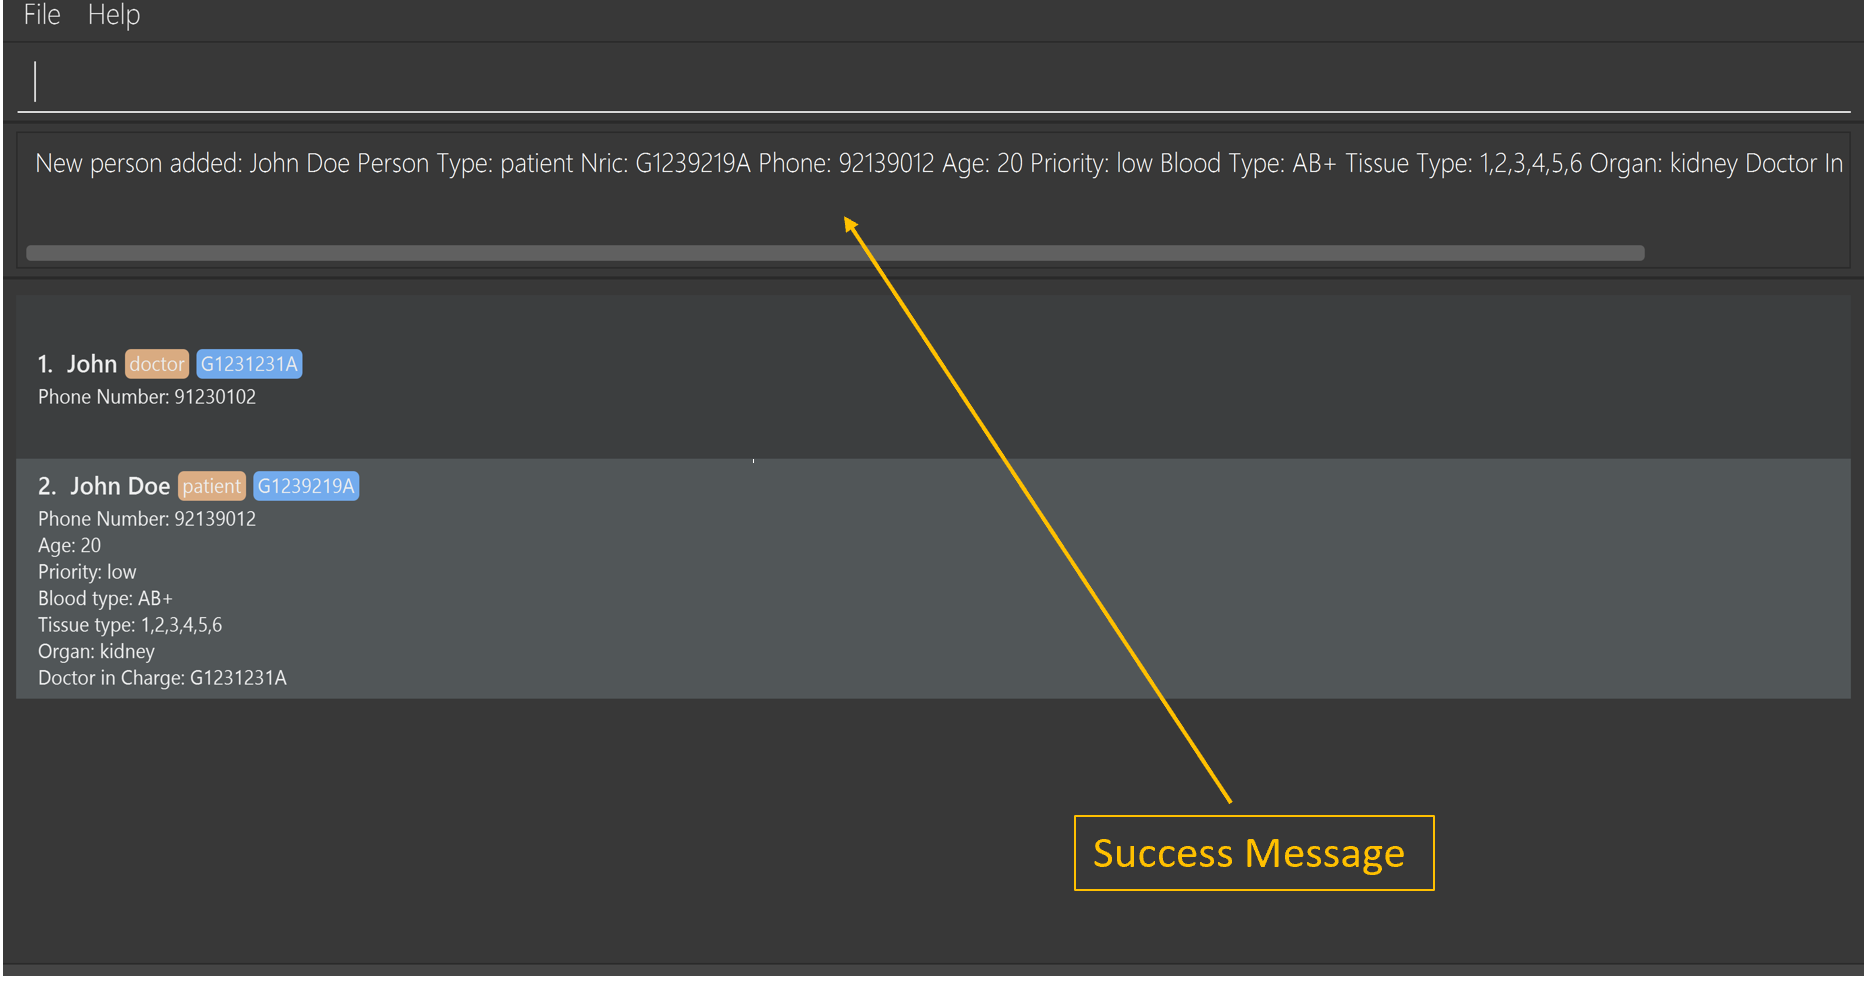 File Help
New person added: John Doe Person Type: patient Nric: G1239219A Phone: 92139012 Age: 20 Priority: low Blood Type: AB+ Tissue Type: 1,2,3,4,5,6 Organ: kidney Doctor In
1. John doctor G1231231A
Phone Number: 91230102
2. John Doe patient G1239219A
Phone Number: 92139012
Age: 20
Priority: low
Blood type: AB+
Tissue type: 1,2,3,4,5,6
Organ: kidney
Doctor in Charge: G1231231A
Success Message